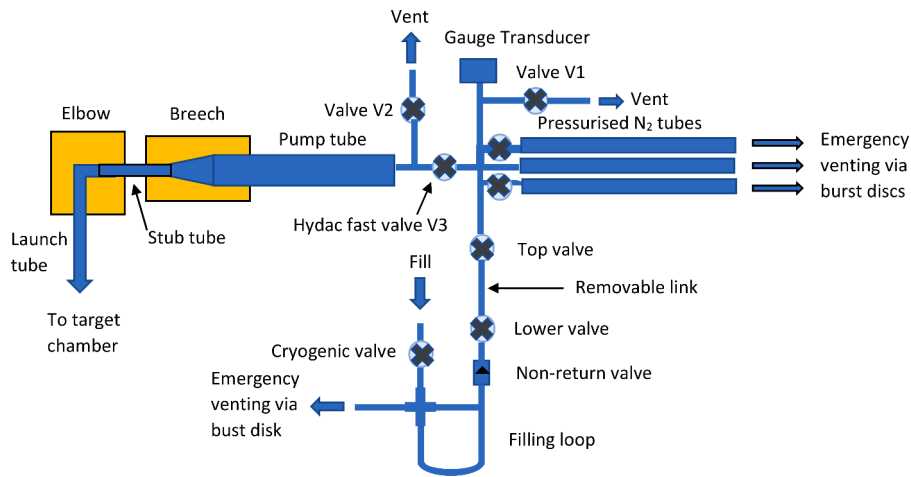 Vent
Gauge Transducer
Valve V1
Elbow
Breech
Valve V2
Vent
Pump tube
Pressurised N₂ tubes
Emergency
venting via
burst discs
Hydac fast valve V3
Stub tube
Launch
tube
Top valve
Fill
Removable link
To target
chamber
Lower valve
Cryogenic valve
Non-return valve
Emergency
venting via
bust disk
Filling loop